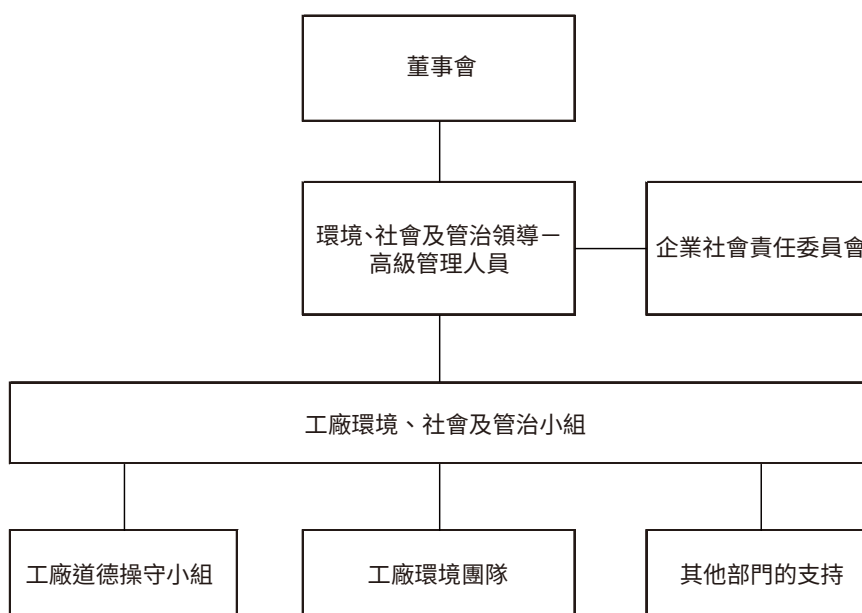 董事會
環境、社會及管治領導－
高級管理人員
企業社會責任委員會
工廠環境、社會及管治小組
工廠道德操守小組
工廠環境團隊
其他部門的支持